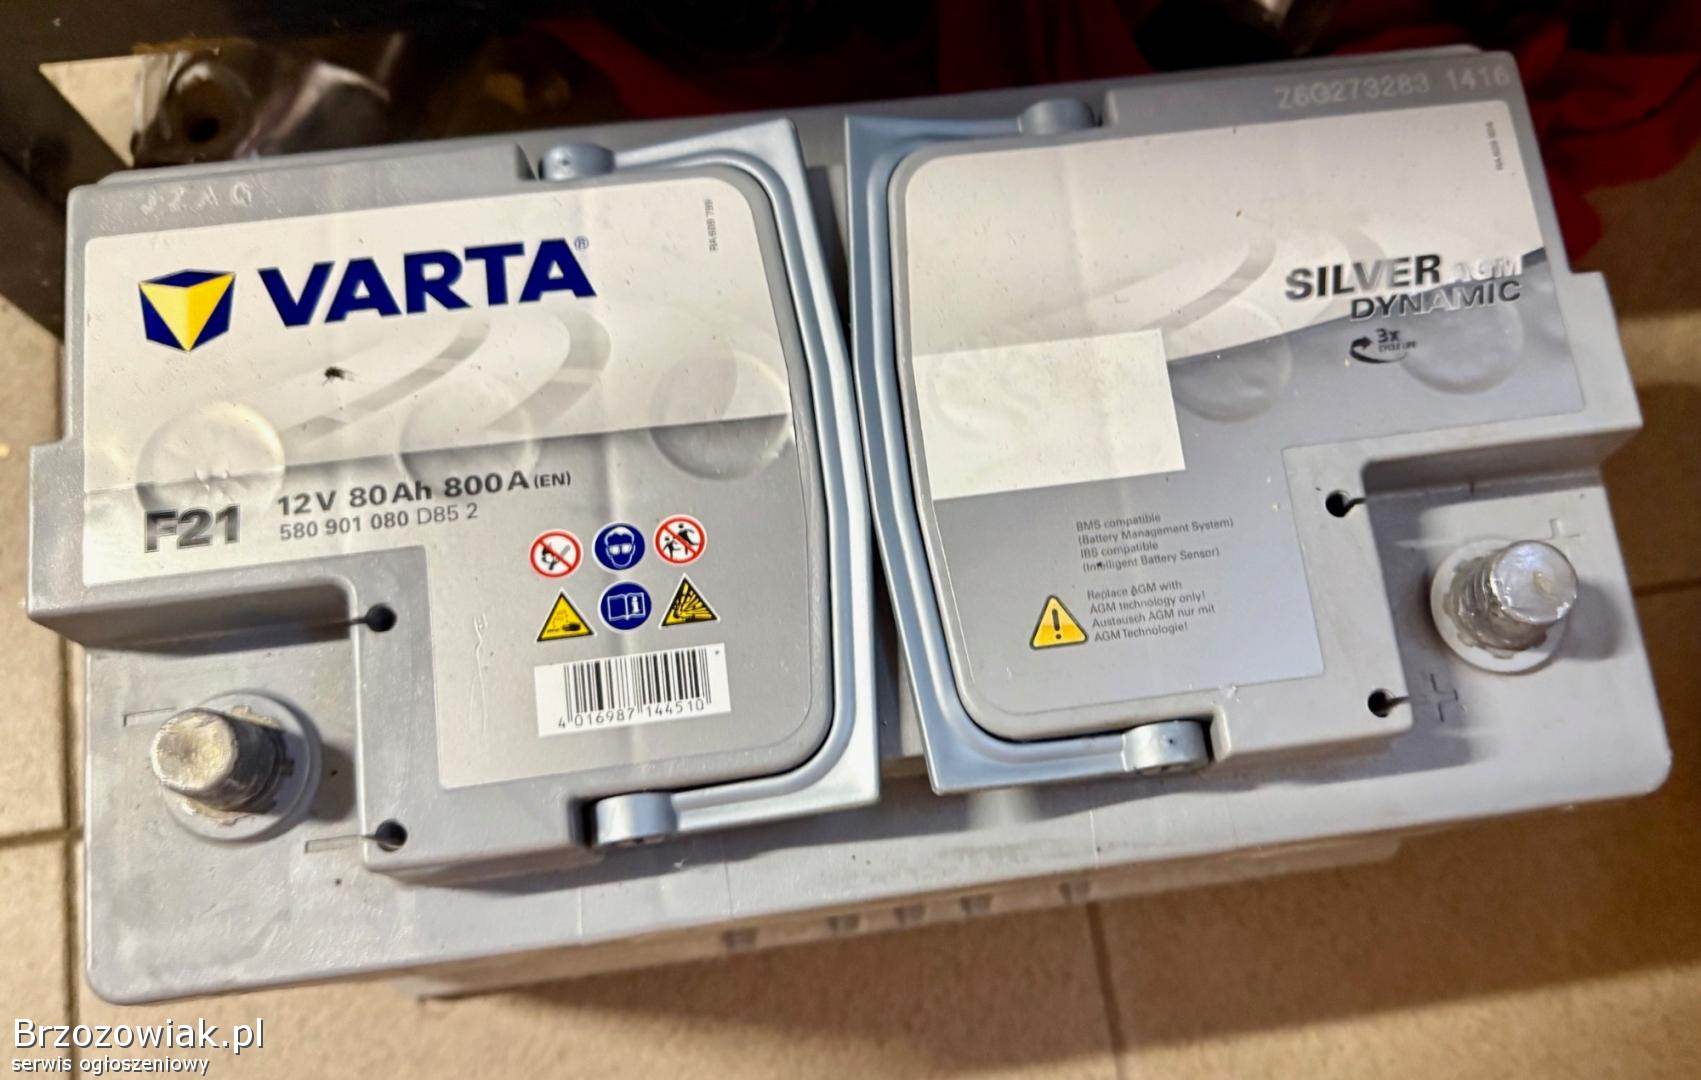 Z6G273283 1416
VARTA®
SILVER AGM
DYNAMIC
3x
CYCLE LIFE
F21
12V 80Ah 800A (EN)
580 901 080 D85 2
4 016987 144510
BMS compatible
(Battery Management System)
IBS compatible
(Intelligent Battery Sensor)
Replace AGM with
AGM technology only!
Austausch AGM nur mit
AGM Technologie!
Brzozowiak.pl
serwis ogłoszeniowy